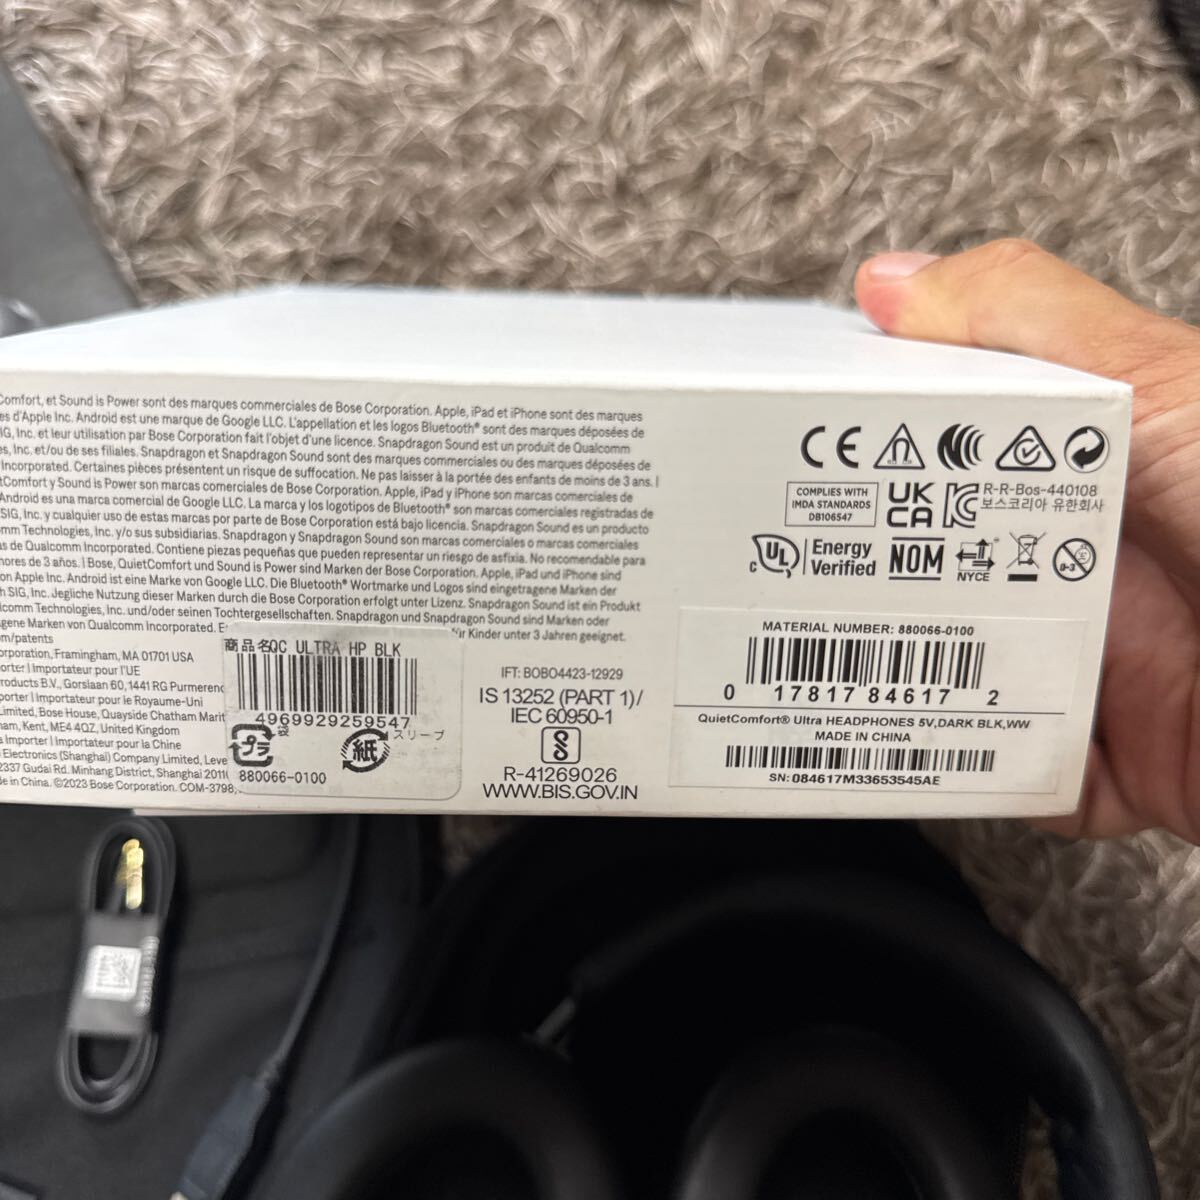 Comfort, et Sound is Power sont des marques commerciales de Bose Corporation. Apple, iPad et iPhone sont des marques
es d'Apple Inc. Android est une marque de Google LLC. L'appellation et les logos Bluetooth® sont des marques déposées de
SIG, Inc. et leur utilisation par Bose Corporation fait l'objet d'une licence. Snapdragon Sound est un produit de Qualcomm
es, Inc. et/ou de ses filiales. Snapdragon et Snapdragon Sound sont des marques commerciales ou des marques déposées de
Incorporated. Certaines pièces présentent un risque de suffocation. Ne pas laisser à la portée des enfants de moins de 3 ans. |
tComfort y Sound is Power son marcas comerciales de Bose Corporation. Apple, iPad y iPhone son marcas comerciales de
Android es una marca comercial de Google LLC. La marca y los logotipos de Bluetooth® son marcas comerciales registradas de
SIG, Inc. y cualquier uso de estas marcas por parte de Bose Corporation está bajo licencia. Snapdragon Sound es un producto
mm Technologies, Inc. y/o sus subsidiarias. Snapdragon y Snapdragon Sound son marcas comerciales o marcas comerciales
as de Qualcomm Incorporated. Contiene piezas pequeñas que pueden representar un riesgo de asfixia. No recomendable para
nores de 3 años. | Bose, QuietComfort und Sound is Power sind Marken der Bose Corporation. Apple, iPad und iPhone sind
on Apple Inc. Android ist eine Marke von Google LLC. Die Bluetooth® Wortmarke und Logos sind eingetragene Marken der
h SIG, Inc. Jegliche Nutzung dieser Marken durch die Bose Corporation erfolgt unter Lizenz. Snapdragon Sound ist ein Produkt
lcomm Technologies, Inc. und/oder seinen Tochtergesellschaften. Snapdragon und Snapdragon Sound sind Marken oder
gene Marken von Qualcomm Incorporated. E
für Kinder unter 3 Jahren geeignet.
om/patents
orporation, Framingham, MA 01701 USA
orter | Importateur pour l'UE
roducts B.V., Gorslaan 60, 1441 RG Purmerend
porter | Importateur pour le Royaume-Uni
Limited, Bose House, Quayside Chatham Marit
ham, Kent, ME4 4QZ, United Kingdom
a Importer | Importateur pour la Chine
Electronics (Shanghai) Company Limited, Leve
2337 Gudai Rd. Minhang District, Shanghai 2011
de in China. ©2023 Bose Corporation. COM-3798,
商品名QC ULTRA HP BLK
4969929259547
プラ
袋
紙
スリーブ
880066-0100
IFT: BOBO4423-12929
IS 13252 (PART 1)/
IEC 60950-1
R-41269026
WWW.BIS.GOV.IN
CE
COMPLIES WITH
IMDA STANDARDS
DB106547
UK
CA
R-R-Bos-440108
보스코리아 유한회사
c UL Energy
Verified
NOM
NYCE
0-3
MATERIAL NUMBER: 880066-0100
0 17817 84617 2
QuietComfort® Ultra HEADPHONES 5V,DARK BLK,WW
MADE IN CHINA
SN: 084617M33653545AE